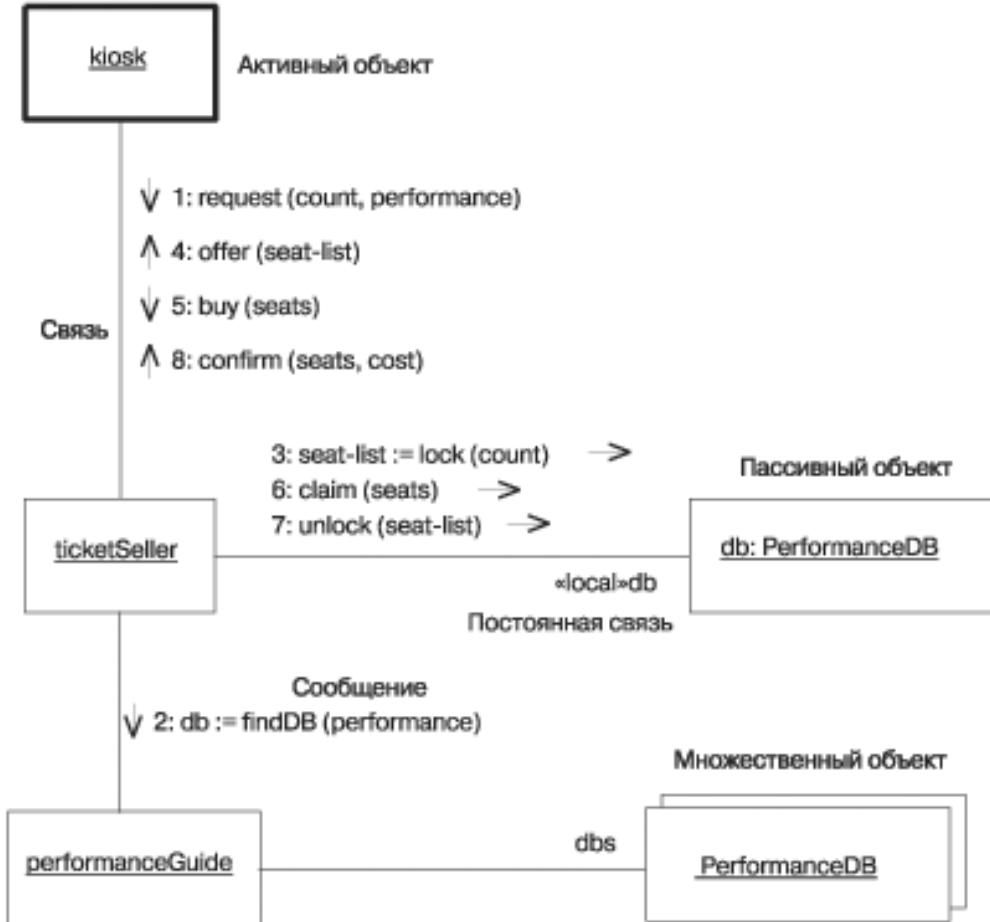 kiosk
Активный объект
1: request (count, performance)
4: offer (seat-list)
5: buy (seats)
Связь
8: confirm (seats, cost)
3: seat-list := lock (count)
6: claim (seats)
7: unlock (seat-list)
Пассивный объект
ticketSeller
db: PerformanceDB
«local»db
Постоянная связь
Сообщение
2: db := findDB (performance)
Множественный объект
dbs
performanceGuide
PerformanceDB